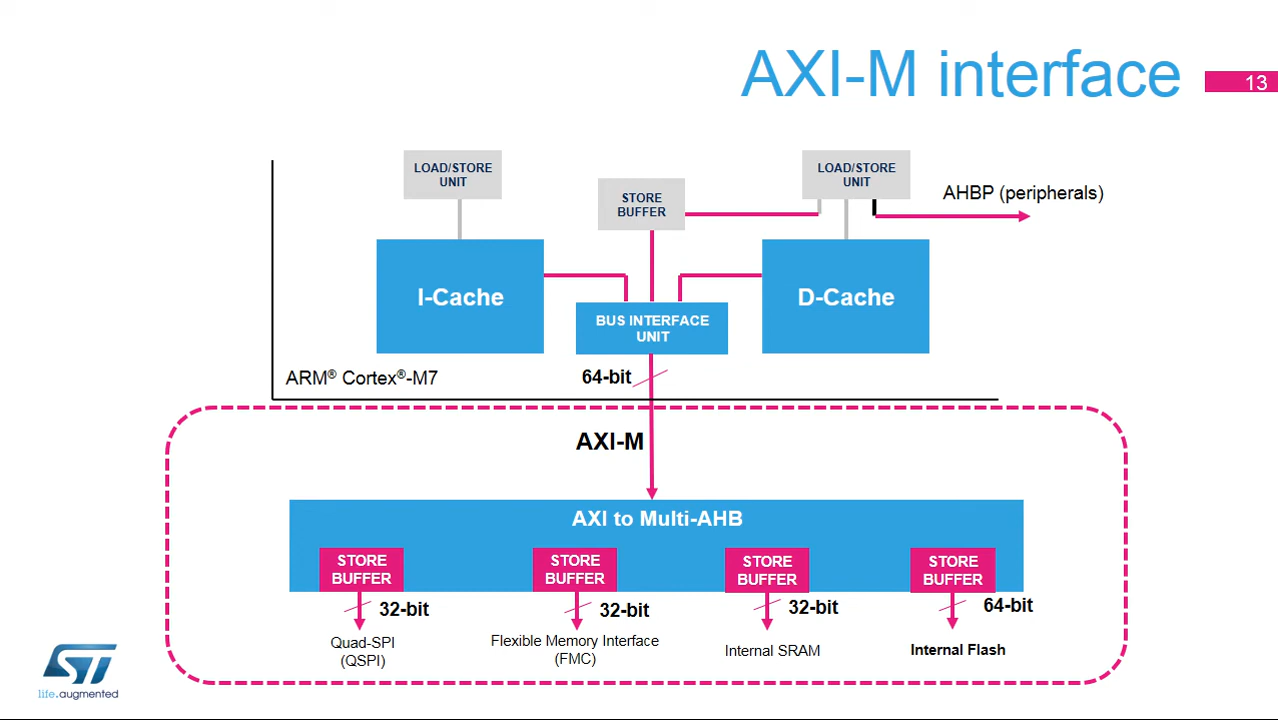 AXI-M interface
13
LOAD/STORE
UNIT
STORE
BUFFER
LOAD/STORE
UNIT
AHBP (peripherals)
I-Cache
D-Cache
BUS INTERFACE
UNIT
ARM® Cortex®-M7
64-bit
AXI-M
AXI to Multi-AHB
STORE
BUFFER
STORE
BUFFER
STORE
BUFFER
STORE
BUFFER
32-bit
32-bit
32-bit
64-bit
Quad-SPI
(QSPI)
Flexible Memory Interface
(FMC)
Internal SRAM
Internal Flash
ST
life.augmented